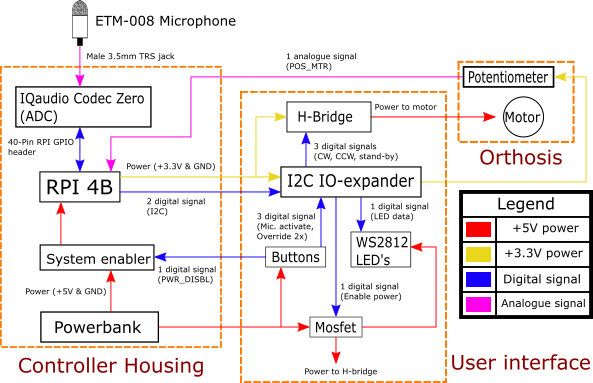 ETM-008 Microphone
Male 3.5mm TRS jack
1 analogue signal
(POS_MTR)
IQaudio Codec Zero
(ADC)
40-Pin RPI GPIO
header
RPI 4B
Power (+3.3V & GND)
2 digital signal
(I2C)
System enabler
1 digital signal
(PWR_DISBL)
Power (+5V & GND)
Powerbank
Controller Housing
H-Bridge
Power to motor
3 digital signals
(CW, CCW, stand-by)
I2C IO-expander
3 digital signal
(Mic. activate,
Override 2x)
1 digital signal
(LED data)
Buttons
WS2812
LED's
1 digital signal
(Enable power)
Mosfet
Power to H-bridge
User interface
Potentiometer
Motor
Orthosis
Legend
+5V power
+3.3V power
Digital signal
Analogue signal